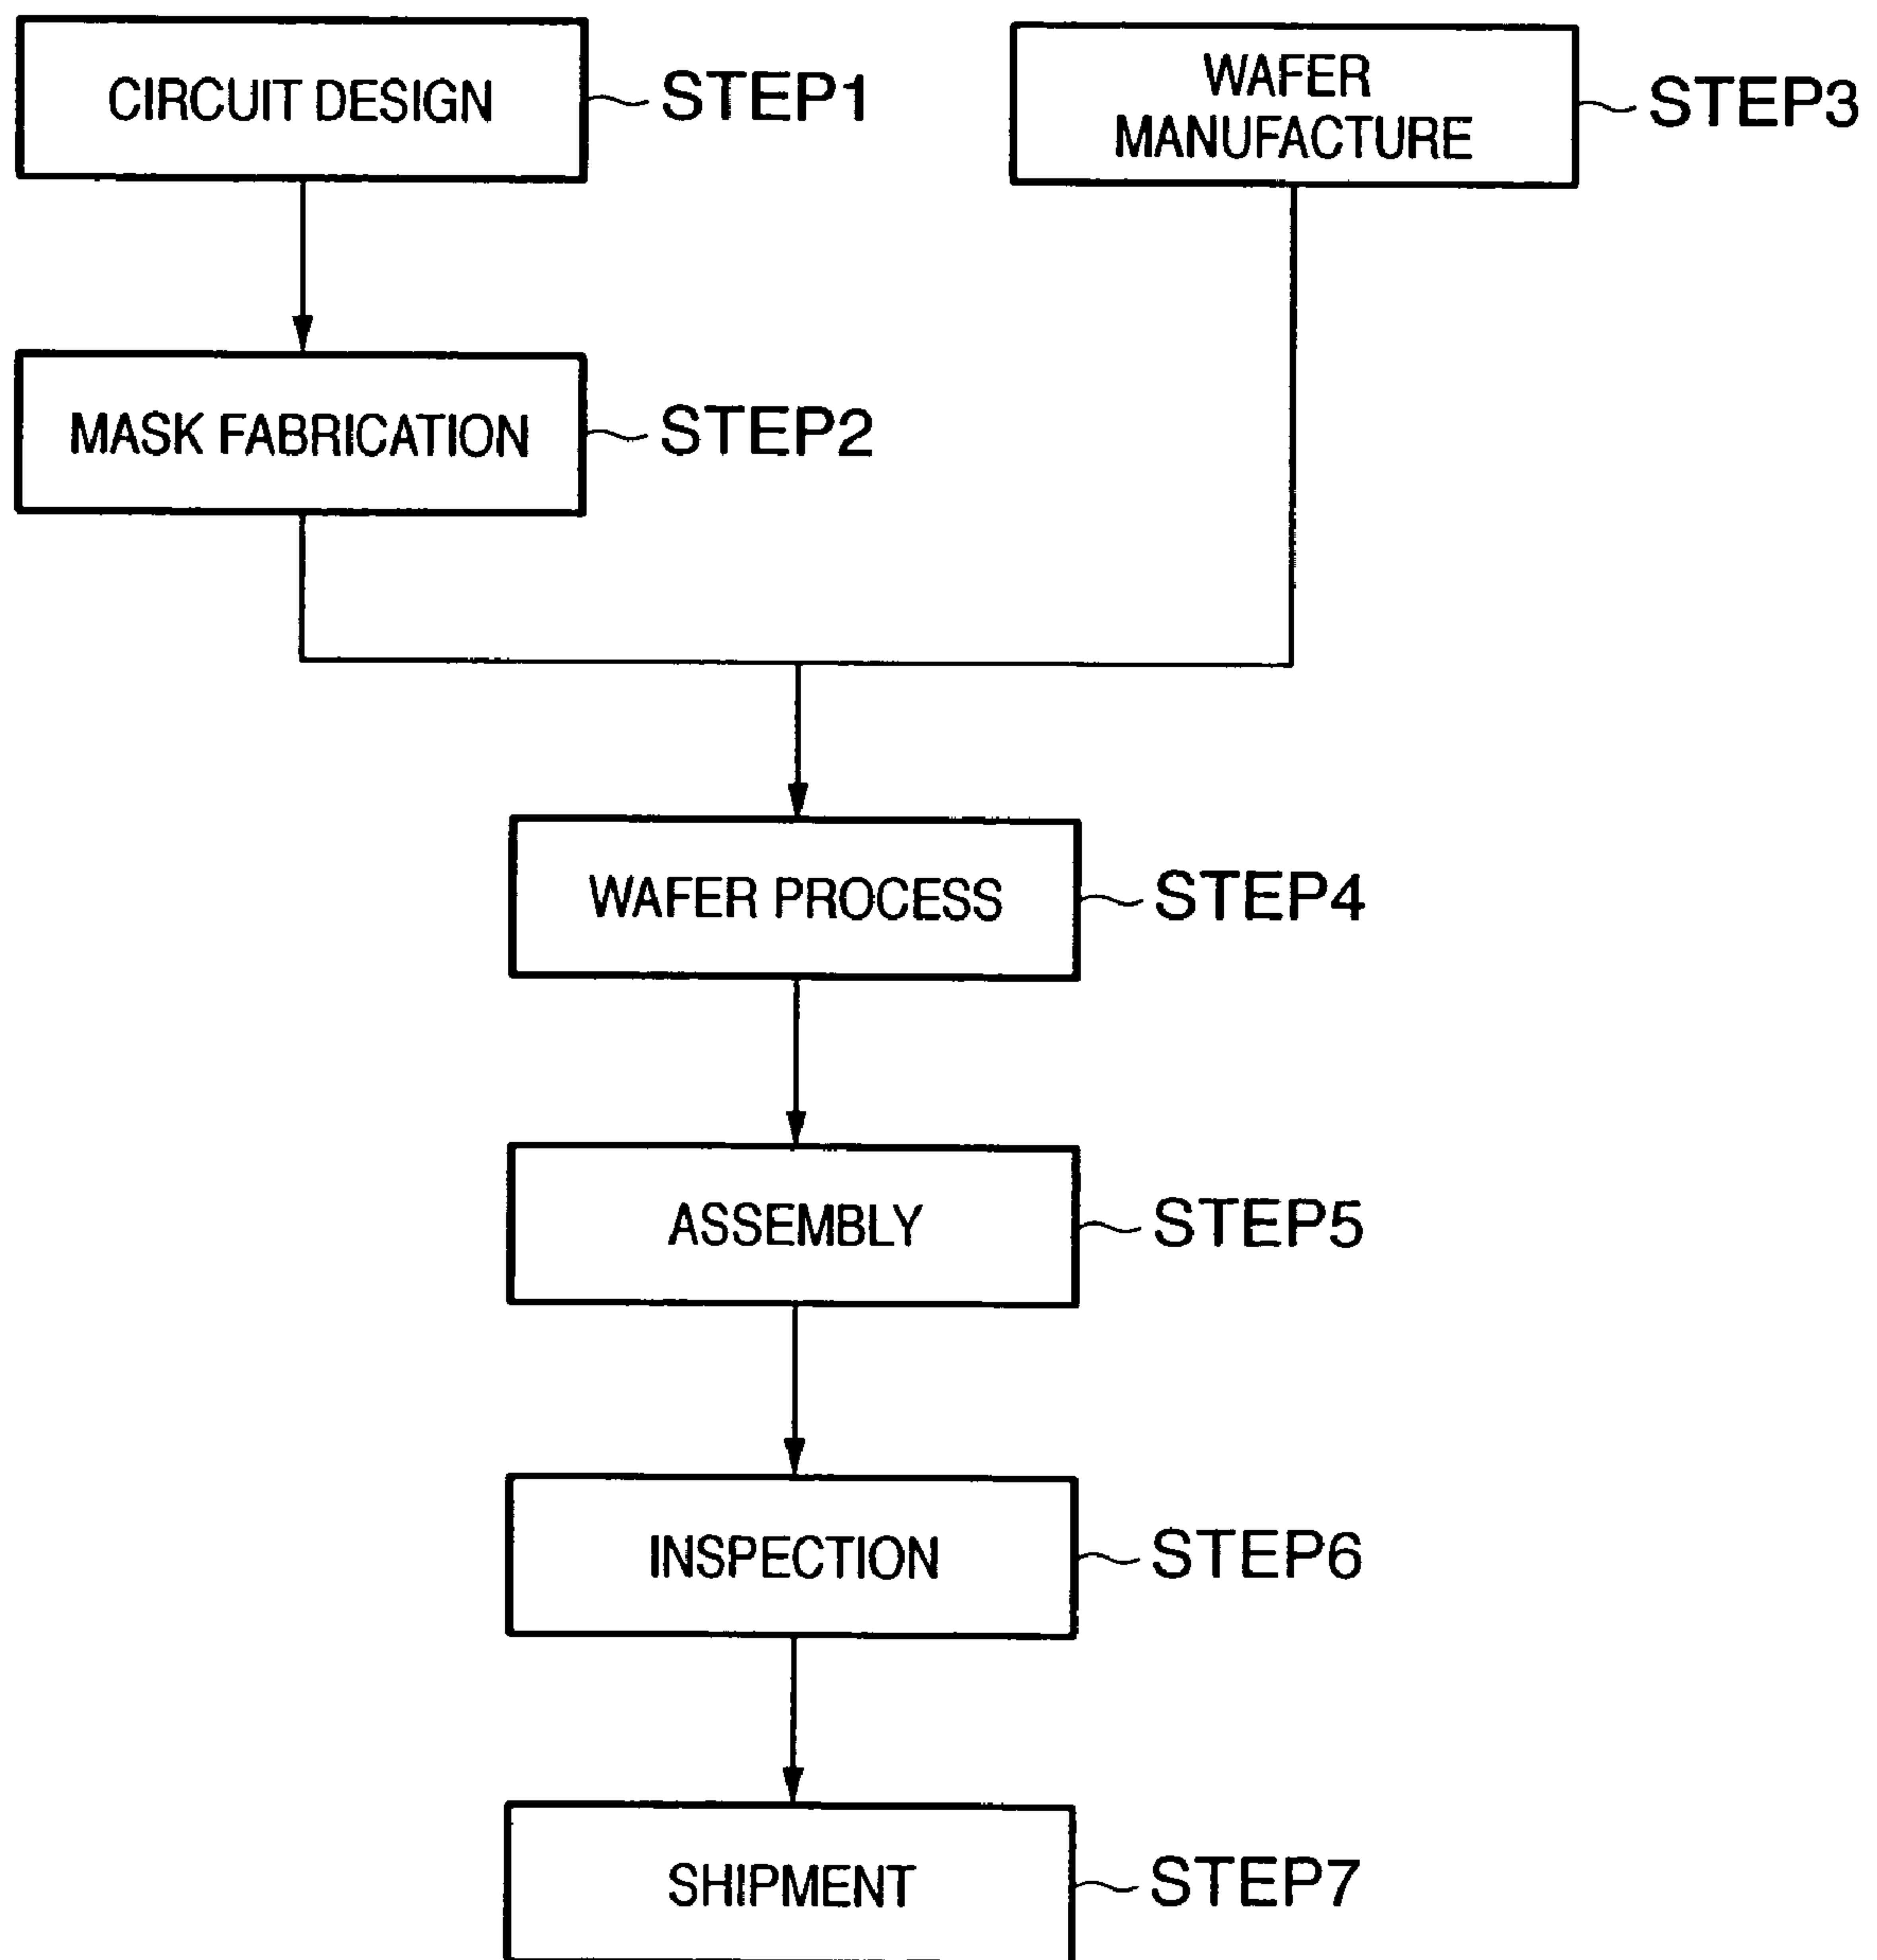 CIRCUIT DESIGN
STEP1
WAFER
MANUFACTURE
STEP3
MASK FABRICATION
STEP2
WAFER PROCESS
STEP4
ASSEMBLY
STEP5
INSPECTION
STEP6
SHIPMENT
STEP7